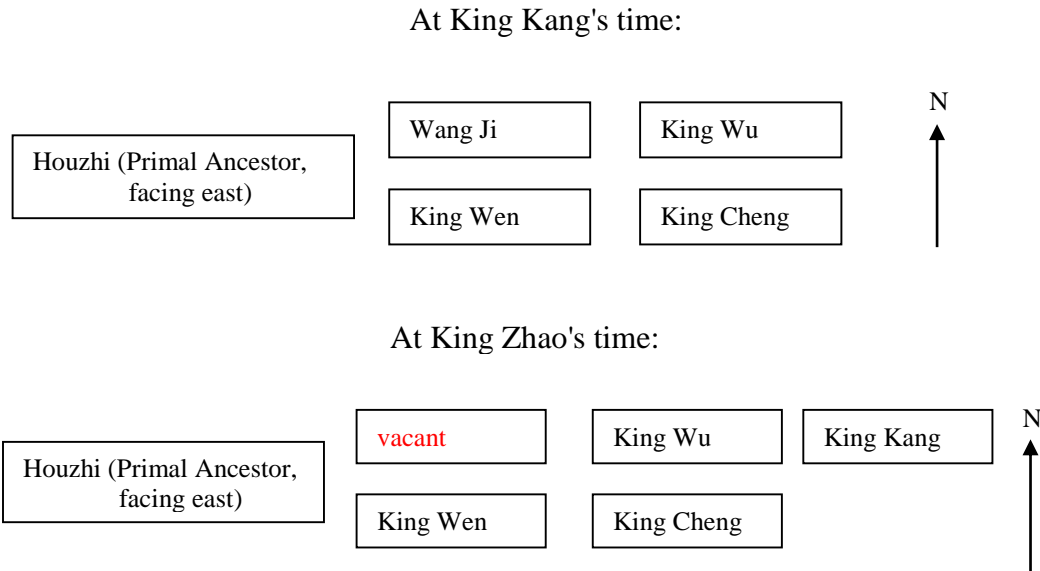 At King Kang's time:
N
Wang Ji
King Wu
Houzhi (Primal Ancestor,
facing east)
King Wen
King Cheng
At King Zhao's time:
N
vacant
King Wu
King Kang
Houzhi (Primal Ancestor,
facing east)
King Wen
King Cheng